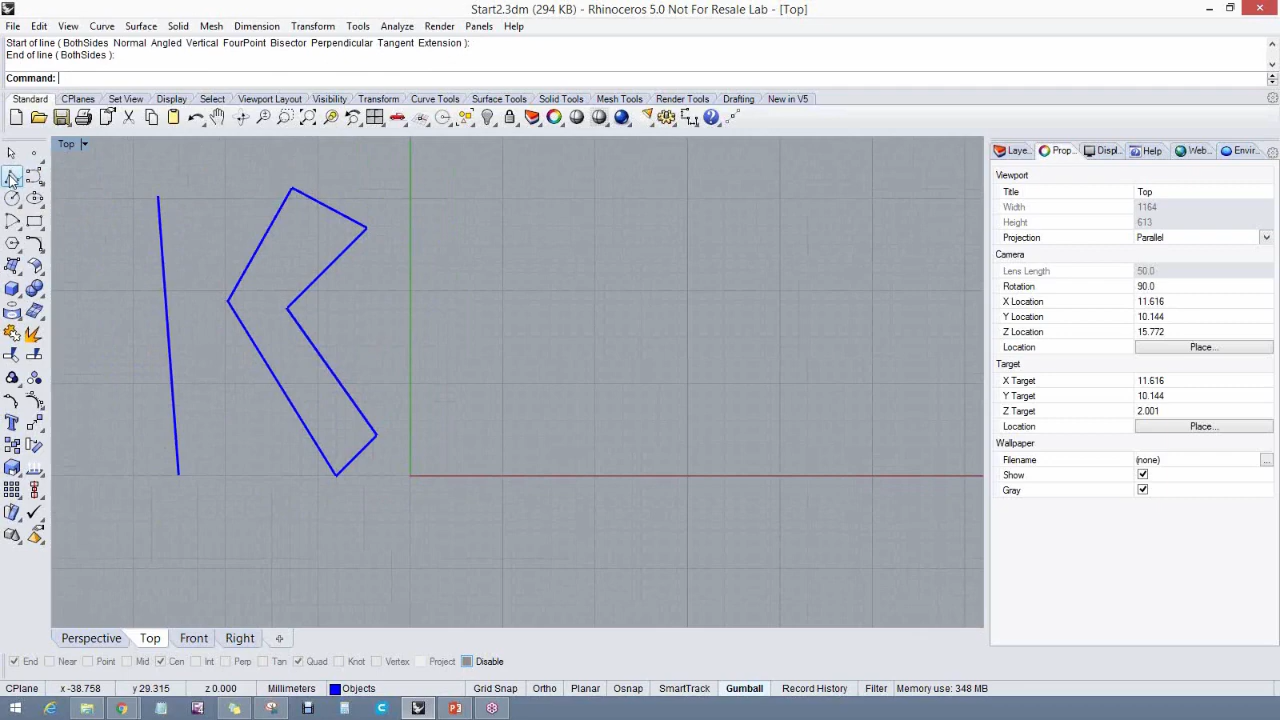 Start2.3dm (294 KB) - Rhinoceros 5.0 Not For Resale Lab - [Top]
File Edit View Curve Surface Solid Mesh Dimension Transform Tools Analyze Render Panels Help
Start of line ( BothSides Normal Angled Vertical FourPoint Bisector Perpendicular Tangent Extension ):
End of line ( BothSides ):
Command:
Standard CPlanes Set View Display Select Viewport Layout Visibility Transform Curve Tools Surface Tools Solid Tools Mesh Tools Render Tools Drafting New in V5
Top
Laye... Prop... Displ... Help Web... Envir...
Viewport
Title Top
Width 1164
Height 613
Projection Parallel
Camera
Lens Length 50.0
Rotation 90.0
X Location 11.616
Y Location 10.144
Z Location 15.772
Location Place...
Target
X Target 11.616
Y Target 10.144
Z Target 2.001
Location Place...
Wallpaper
Filename (none) ...
Show
Gray
Perspective Top Front Right
End Near Point Mid Cen Int Perp Tan Quad Knot Vertex Project Disable
CPlane x -38.758 y 29.315 z 0.000 Millimeters Objects Grid Snap Ortho Planar Osnap SmartTrack Gumball Record History Filter Memory use: 348 MB